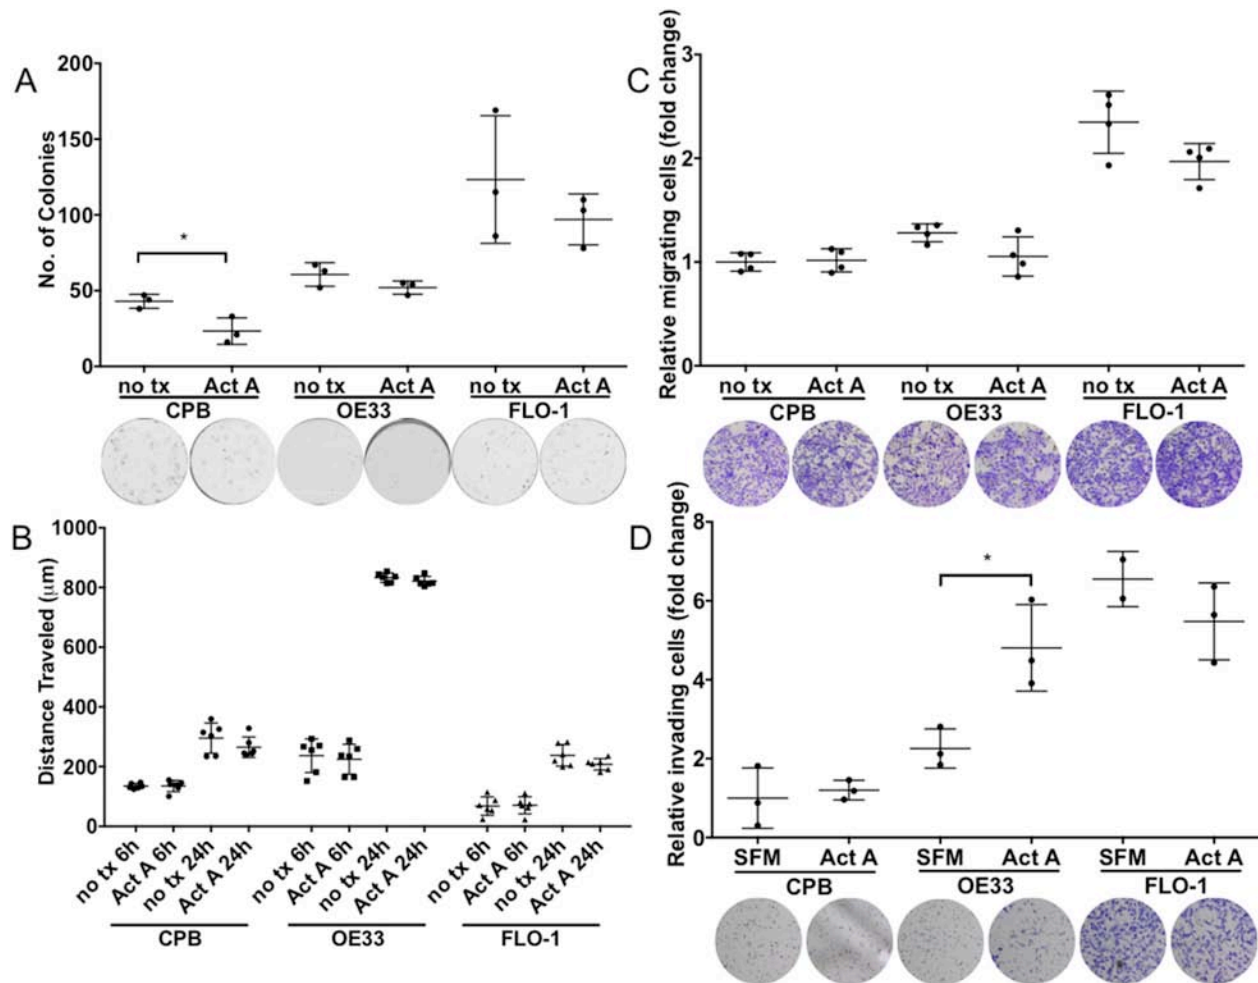 A
No. of Colonies
200
150
100
50
0
*
no tx Act A no tx Act A no tx Act A
CPB OE33 FLO-1
B
Distance Traveled (μm)
1000
800
600
400
200
0
no tx 6h
Act A 6h
no tx 24h
Act A 24h
no tx 6h
Act A 6h
no tx 24h
Act A 24h
no tx 6h
Act A 6h
no tx 24h
Act A 24h
CPB OE33 FLO-1
C
Relative migrating cells (fold change)
3
2
1
0
no tx Act A no tx Act A no tx Act A
CPB OE33 FLO-1
D
Relative invading cells (fold change)
8
6
4
2
0
*
SFM Act A SFM Act A SFM Act A
CPB OE33 FLO-1